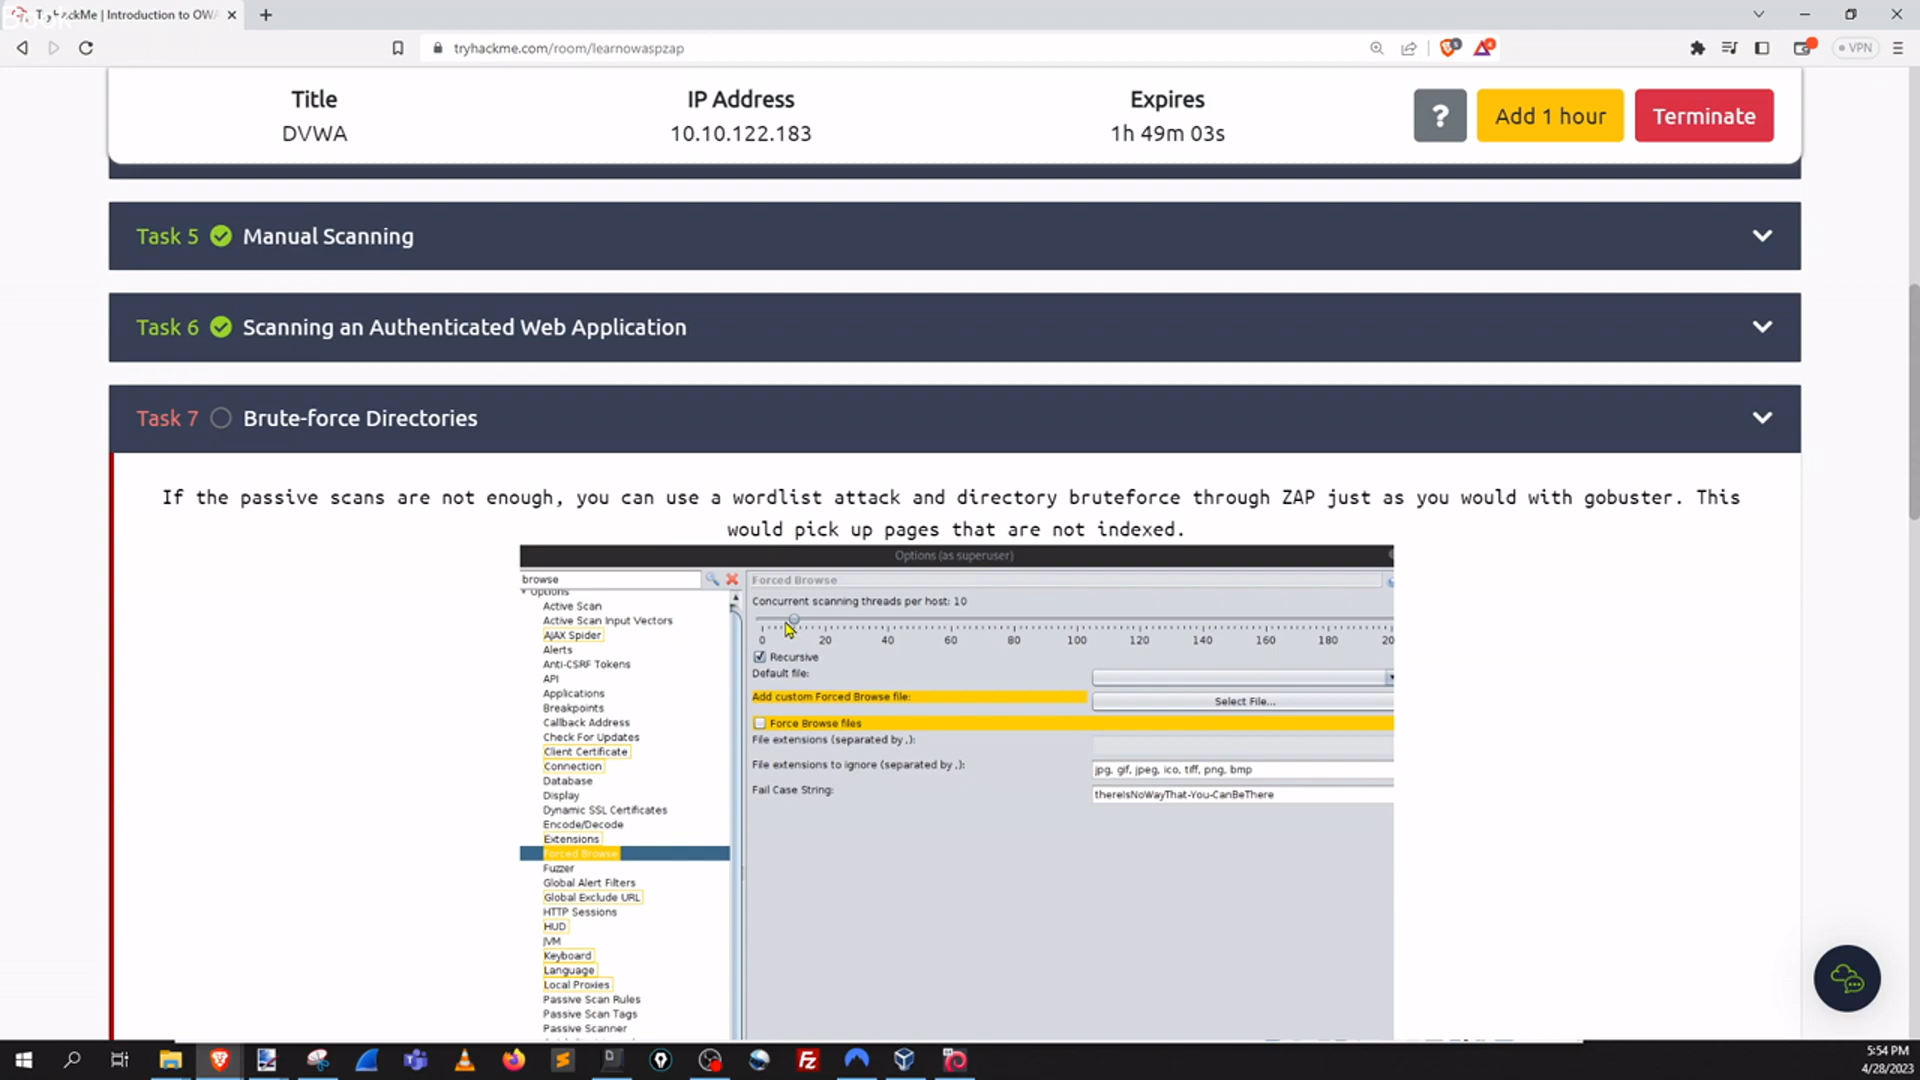 TryHackMe | Introduction to OWA
tryhackme.com/room/learnowaspzap
VPN
Title
DVWA
IP Address
10.10.122.183
Expires
1h 49m 03s
?
Add 1 hour
Terminate
Task 5 Manual Scanning
Task 6 Scanning an Authenticated Web Application
Task 7 Brute-force Directories
If the passive scans are not enough, you can use a wordlist attack and directory bruteforce through ZAP just as you would with gobuster. This
would pick up pages that are not indexed.
Options (as superuser)
browse
Options
Active Scan
Active Scan Input Vectors
AJAX Spider
Alerts
Anti-CSRF Tokens
API
Applications
Breakpoints
Callback Address
Check For Updates
Client Certificate
Connection
Database
Display
Dynamic SSL Certificates
Encode/Decode
Extensions
Forced Browse
Fuzzer
Global Alert Filters
Global Exclude URL
HTTP Sessions
HUD
JVM
Keyboard
Language
Local Proxies
Passive Scan Rules
Passive Scan Tags
Passive Scanner
Forced Browse
Concurrent scanning threads per host: 10
0 20 40 60 80 100 120 140 160 180 20
Recursive
Default file:
Add custom Forced Browse file:
Select File...
Force Browse files
File extensions (separated by ,):
File extensions to ignore (separated by ,):
jpg, gif, jpeg, ico, tiff, png, bmp
Fail Case String:
thereIsNoWayThat-You-CanBeThere
5:54 PM
4/28/2023